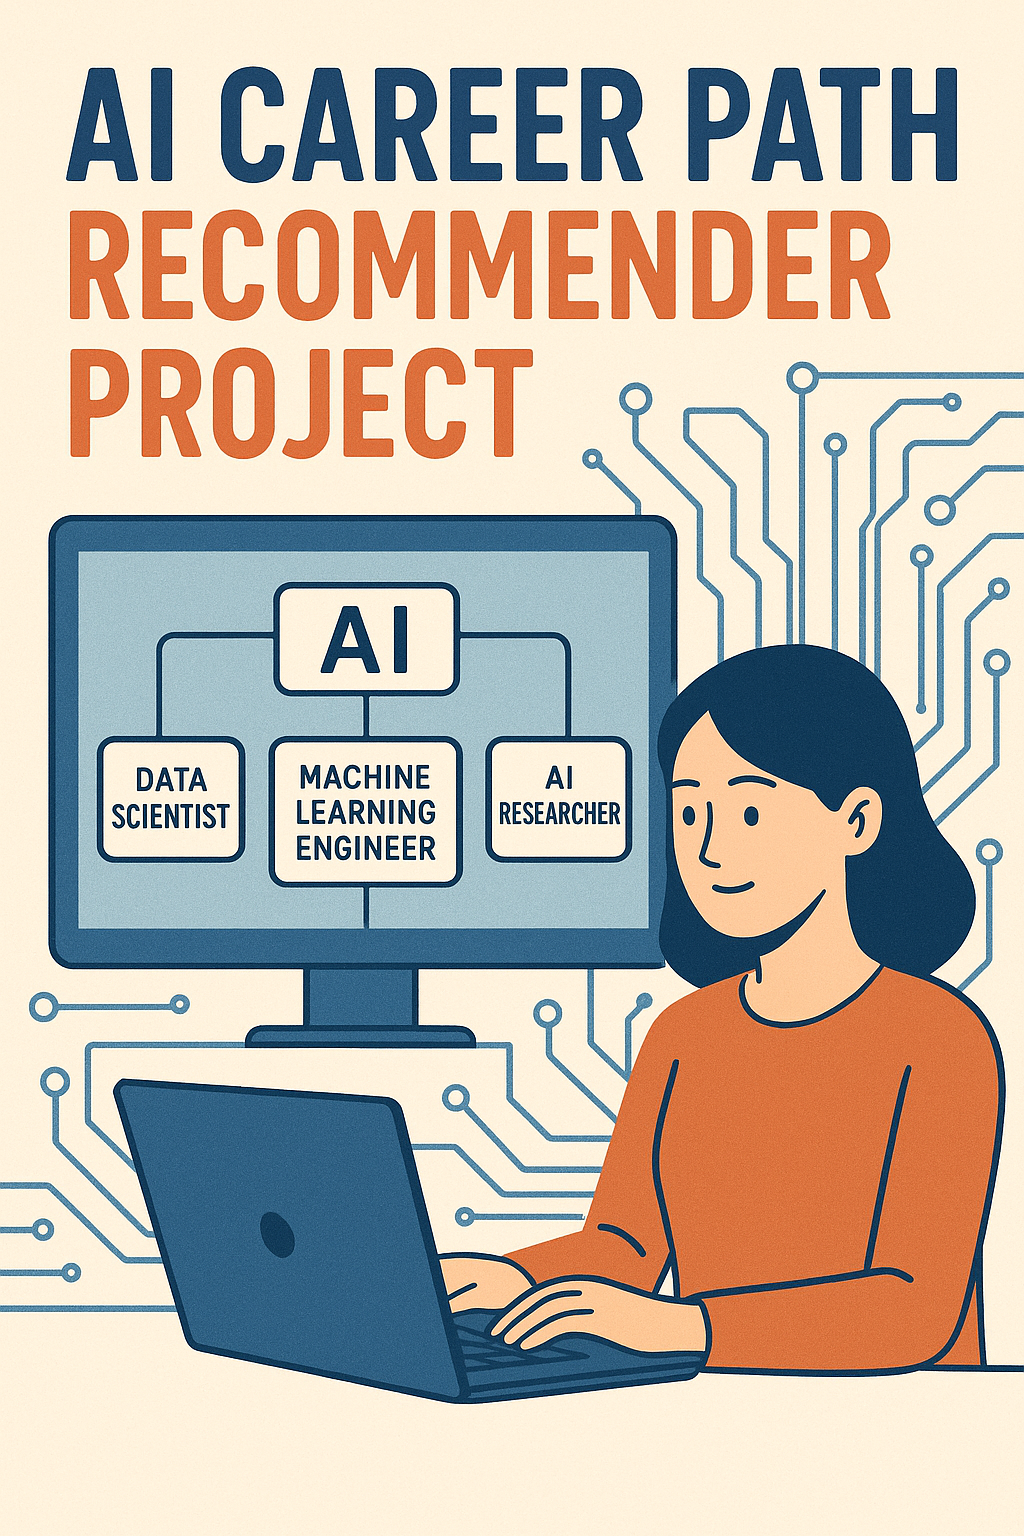 AI CAREER PATH
RECOMMENDER
PROJECT
AI
DATA
SCIENTIST
MACHINE
LEARNING
ENGINEER
AI
RESEARCHER